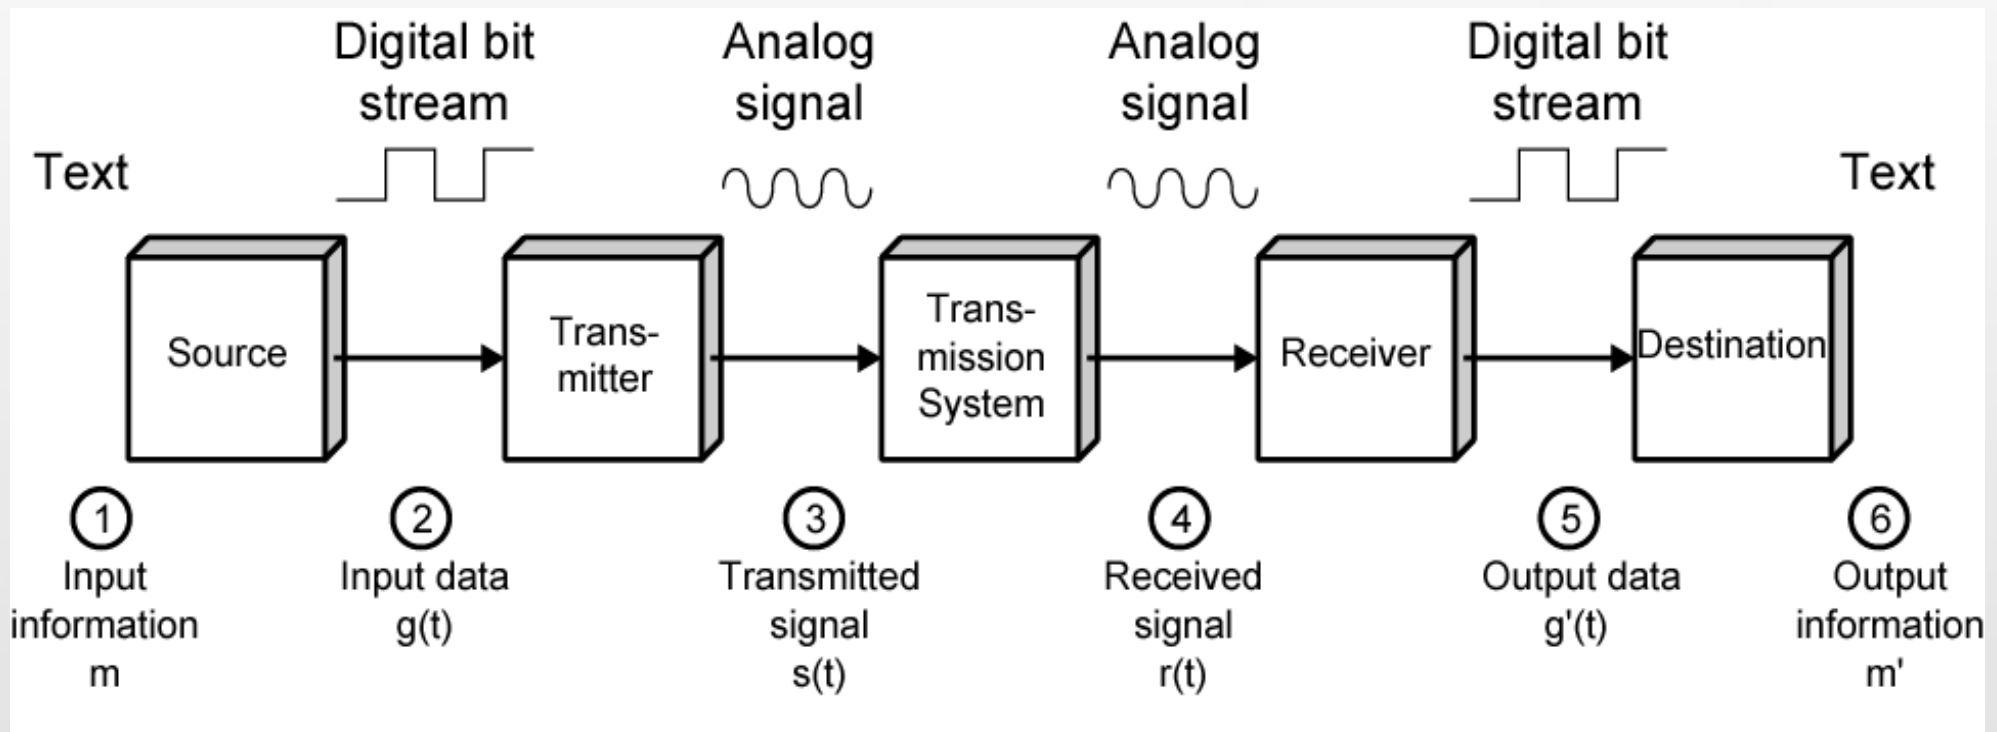 Digital bit
stream
Analog
signal
Analog
signal
Digital bit
stream
Text
Text
Source
Trans-
mitter
Trans-
mission
System
Receiver
Destination
1
Input
information
m
2
Input data
g(t)
3
Transmitted
signal
s(t)
4
Received
signal
r(t)
5
Output data
g'(t)
6
Output
information
m'